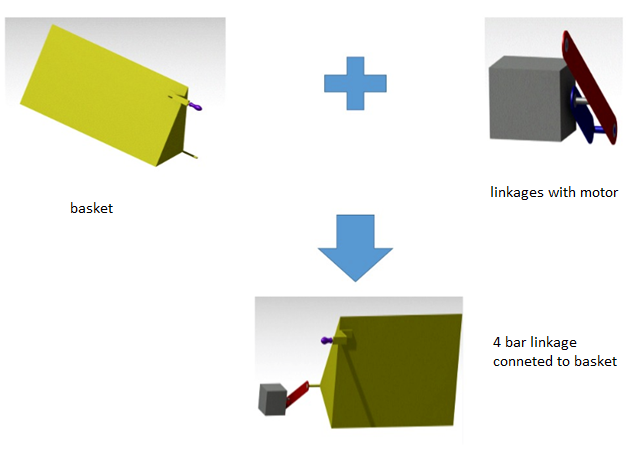 basket
linkages with motor
4 bar linkage
conneted to basket